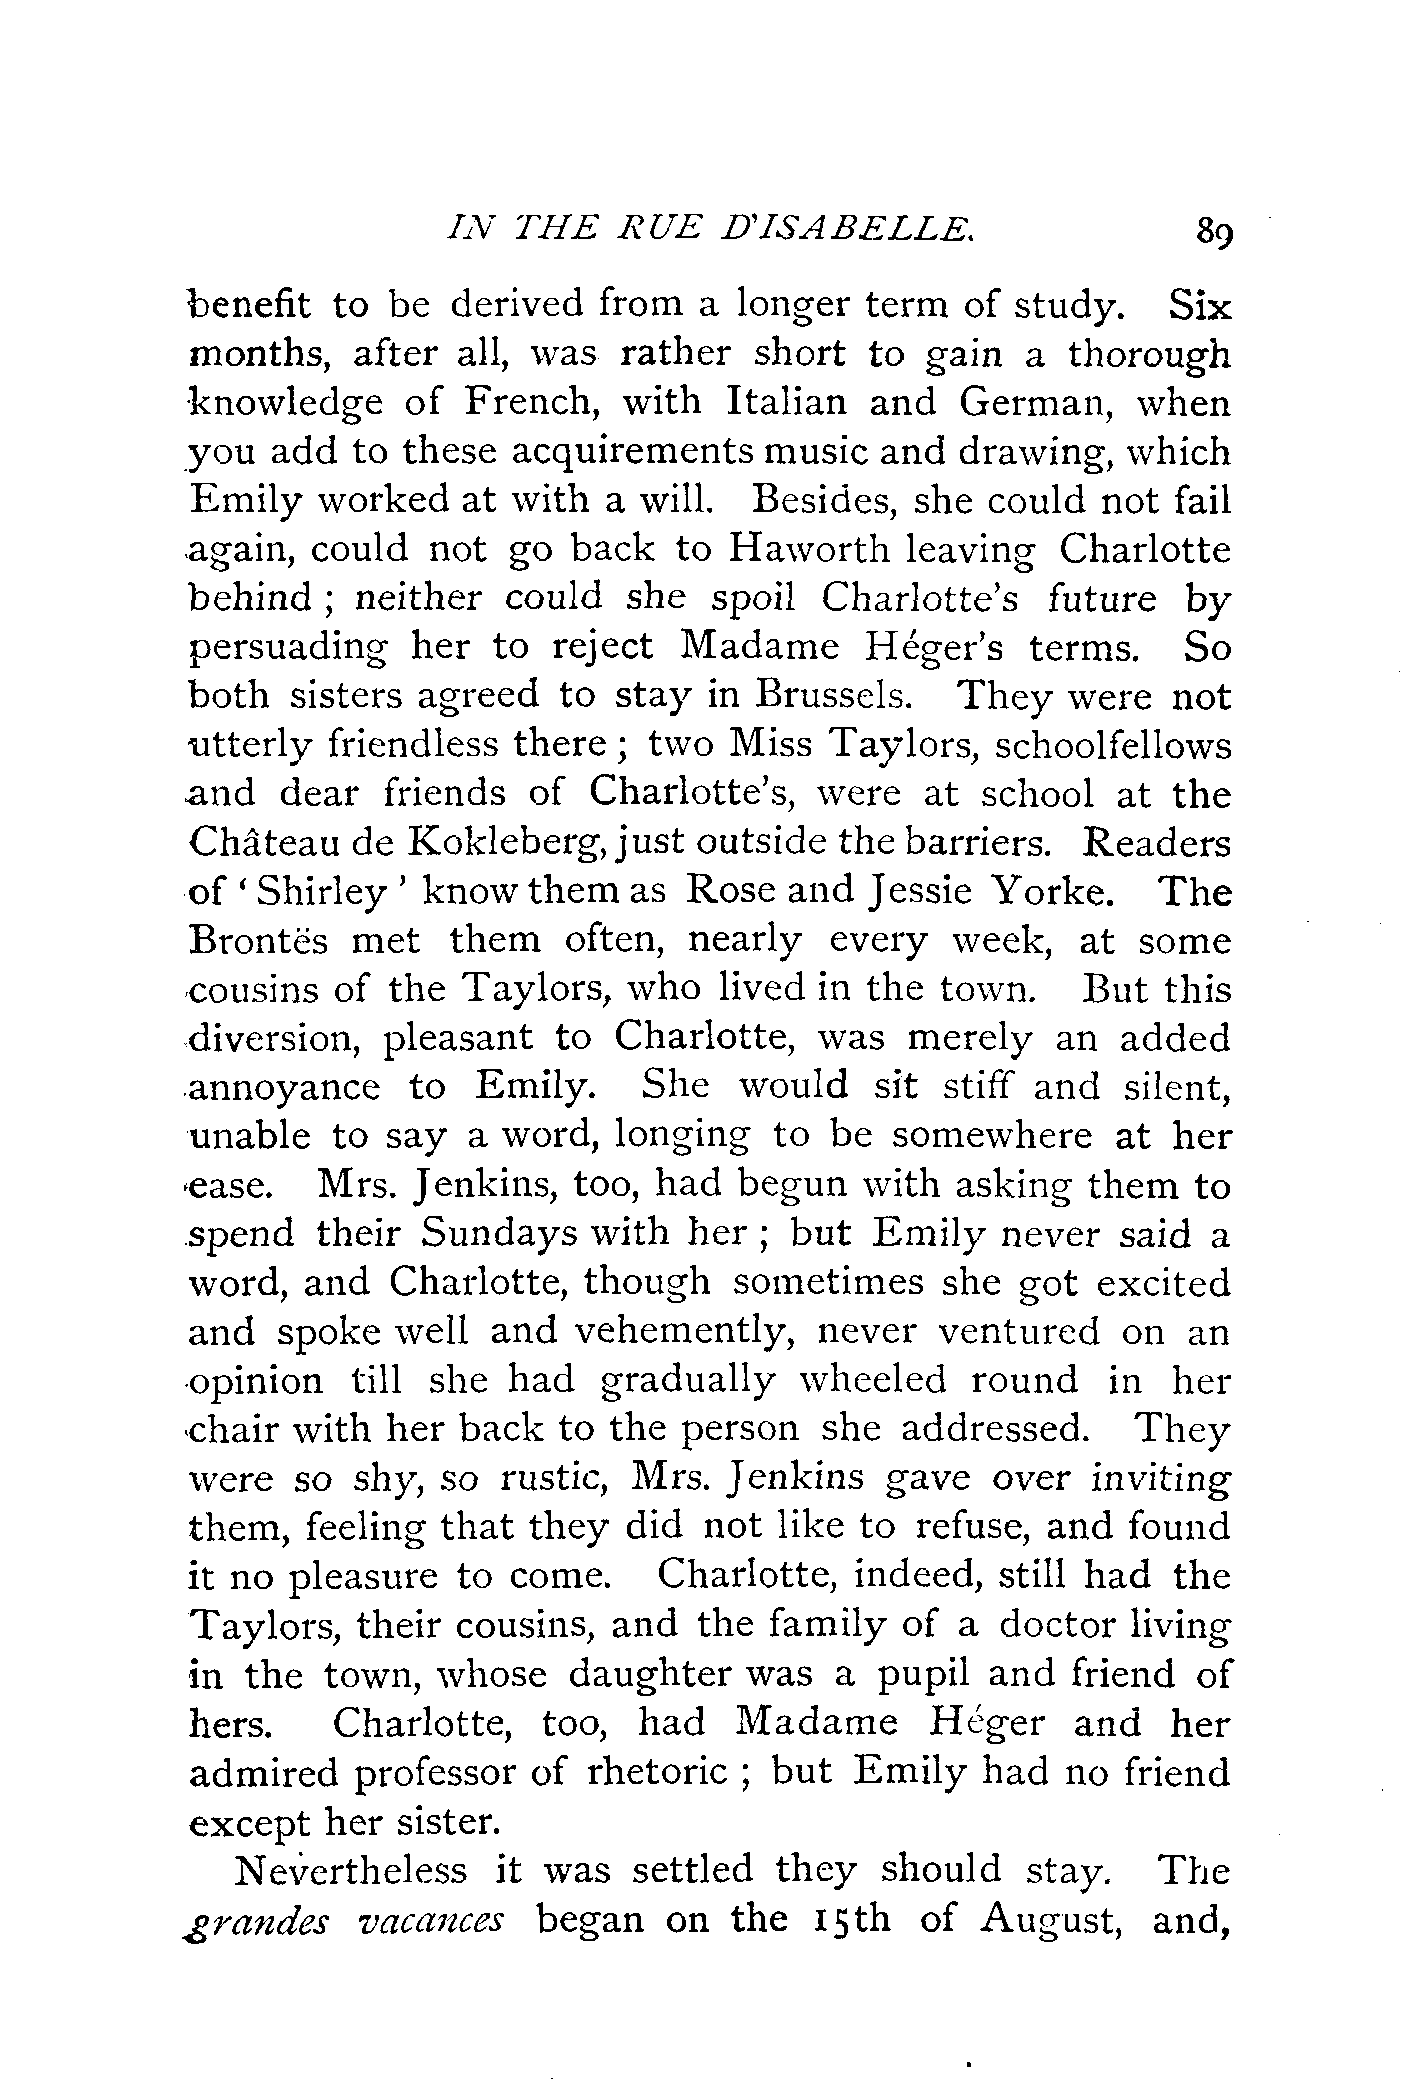 IN THE RUE D'ISABELLE. 89
benefit to be derived from a longer term of study. Six
months, after all, was rather short to gain a thorough
knowledge of French, with Italian and German, when
you add to these acquirements music and drawing, which
Emily worked at with a will. Besides, she could not fail
again, could not go back to Haworth leaving Charlotte
behind ; neither could she spoil Charlotte's future by
persuading her to reject Madame Héger's terms. So
both sisters agreed to stay in Brussels. They were not
utterly friendless there ; two Miss Taylors, schoolfellows
and dear friends of Charlotte's, were at school at the
Château de Kokleberg, just outside the barriers. Readers
of ‘ Shirley ’ know them as Rose and Jessie Yorke. The
Brontës met them often, nearly every week, at some
cousins of the Taylors, who lived in the town. But this
diversion, pleasant to Charlotte, was merely an added
annoyance to Emily. She would sit stiff and silent,
unable to say a word, longing to be somewhere at her
ease. Mrs. Jenkins, too, had begun with asking them to
spend their Sundays with her ; but Emily never said a
word, and Charlotte, though sometimes she got excited
and spoke well and vehemently, never ventured on an
opinion till she had gradually wheeled round in her
chair with her back to the person she addressed. They
were so shy, so rustic, Mrs. Jenkins gave over inviting
them, feeling that they did not like to refuse, and found
it no pleasure to come. Charlotte, indeed, still had the
Taylors, their cousins, and the family of a doctor living
in the town, whose daughter was a pupil and friend of
hers. Charlotte, too, had Madame Héger and her
admired professor of rhetoric ; but Emily had no friend
except her sister.
Nevertheless it was settled they should stay. The
grandes vacances began on the 15th of August, and,